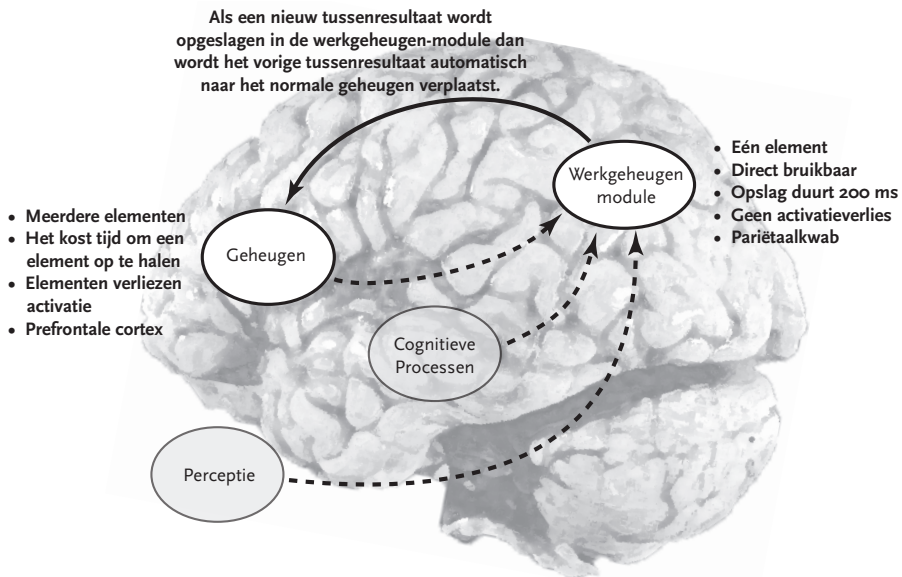 Als een nieuw tussenresultaat wordt
opgeslagen in de werkgeheugen-module dan
wordt het vorige tussenresultaat automatisch
naar het normale geheugen verplaatst.
Werkgeheugen
module
• Eén element
• Direct bruikbaar
• Opslag duurt 200 ms
• Geen activatieverlies
• Pariëtaalkwab
• Meerdere elementen
• Het kost tijd om een
element op te halen
• Elementen verliezen
activatie
• Prefrontale cortex
Geheugen
Cognitieve
Processen
Perceptie